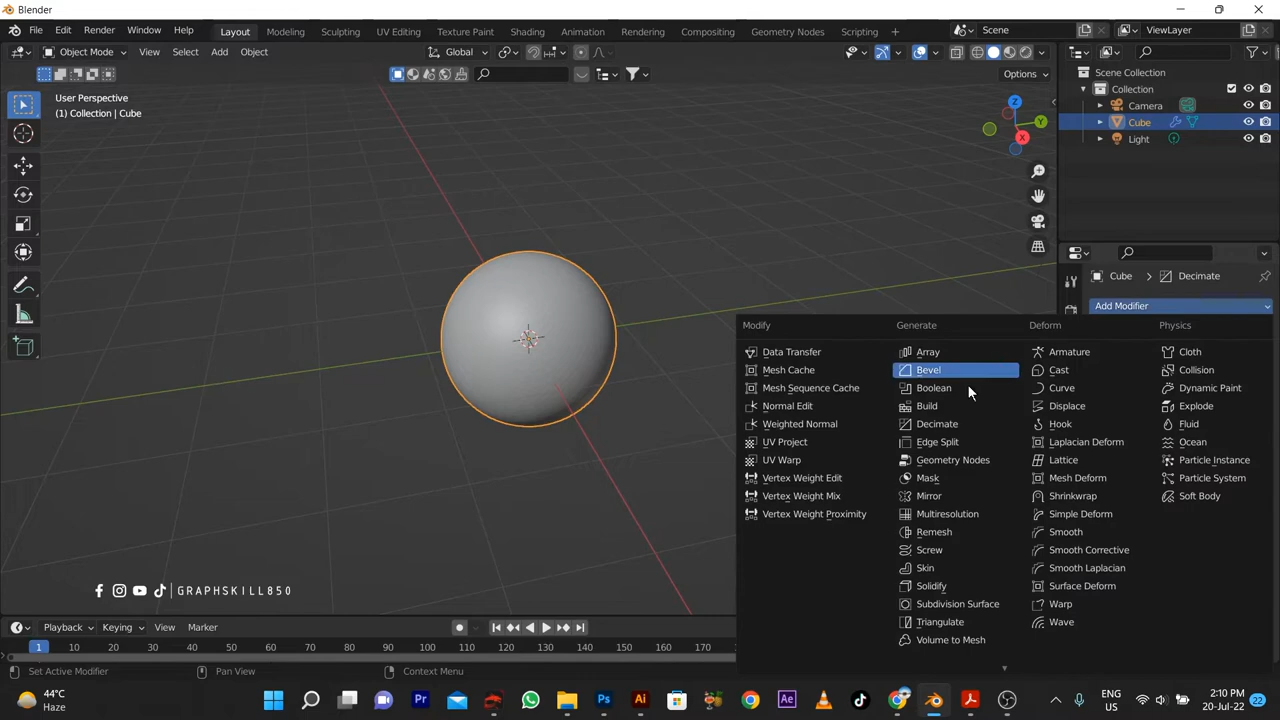 Blender
File Edit Render Window Help Layout Modeling Sculpting UV Editing Texture Paint Shading Animation Rendering Compositing Geometry Nodes Scripting Scene ViewLayer
Object Mode View Select Add Object Global
Options
User Perspective
(1) Collection | Cube
Z
Y
X
Scene Collection
Collection
Camera
Cube
Light
Cube Decimate
Add Modifier
Modify Generate Deform Physics
Data Transfer Array Armature Cloth
Mesh Cache Bevel Cast Collision
Mesh Sequence Cache Boolean Curve Dynamic Paint
Normal Edit Build Displace Explode
Weighted Normal Decimate Hook Fluid
UV Project Edge Split Laplacian Deform Ocean
UV Warp Geometry Nodes Lattice Particle Instance
Vertex Weight Edit Mask Mesh Deform Particle System
Vertex Weight Mix Mirror Shrinkwrap Soft Body
Vertex Weight Proximity Multiresolution Simple Deform
Remesh Smooth
Screw Smooth Corrective
Skin Smooth Laplacian
Solidify Surface Deform
Subdivision Surface Warp
Triangulate Wave
Volume to Mesh
GRAPHSKILL850
Playback Keying View Marker
1 10 20 30 40 50 60 70 80 90 100 110 120 130 140 150 160 170
Set Active Modifier Pan View Context Menu
44°C
Haze
Pr Ps Ai Ae
ENG
US
2:10 PM
20-Jul-22
22